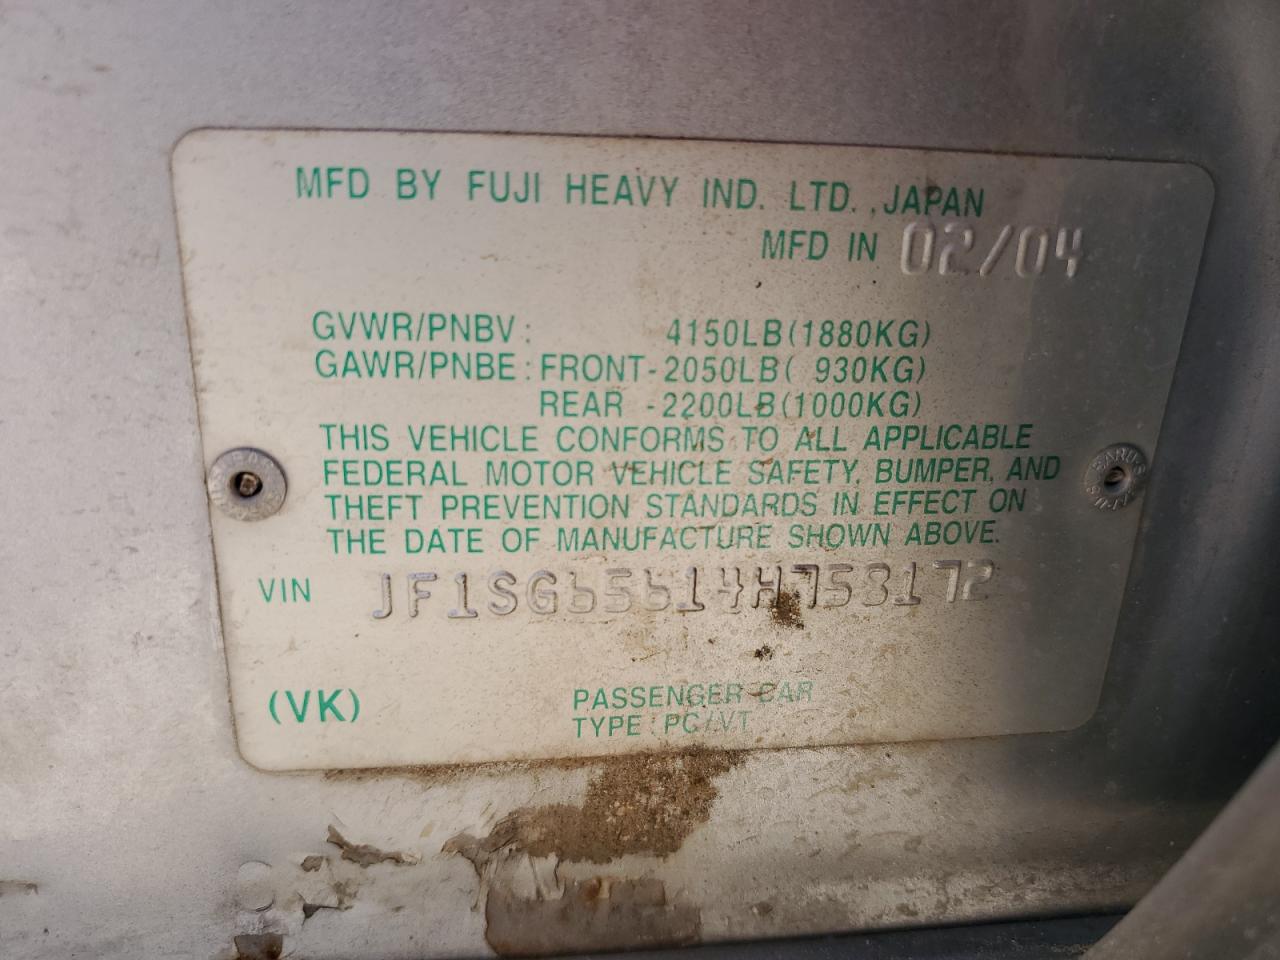 MFD BY FUJI HEAVY IND. LTD. ,JAPAN
MFD IN 02/04
GVWR/PNBV: 4150LB(1880KG)
GAWR/PNBE: FRONT-2050LB( 930KG)
REAR -2200LB(1000KG)
THIS VEHICLE CONFORMS TO ALL APPLICABLE
FEDERAL MOTOR VEHICLE SAFETY, BUMPER, AND
THEFT PREVENTION STANDARDS IN EFFECT ON
THE DATE OF MANUFACTURE SHOWN ABOVE.
VIN JF1SG65614H758172
(VK) PASSENGER CAR
TYPE : PC/VT